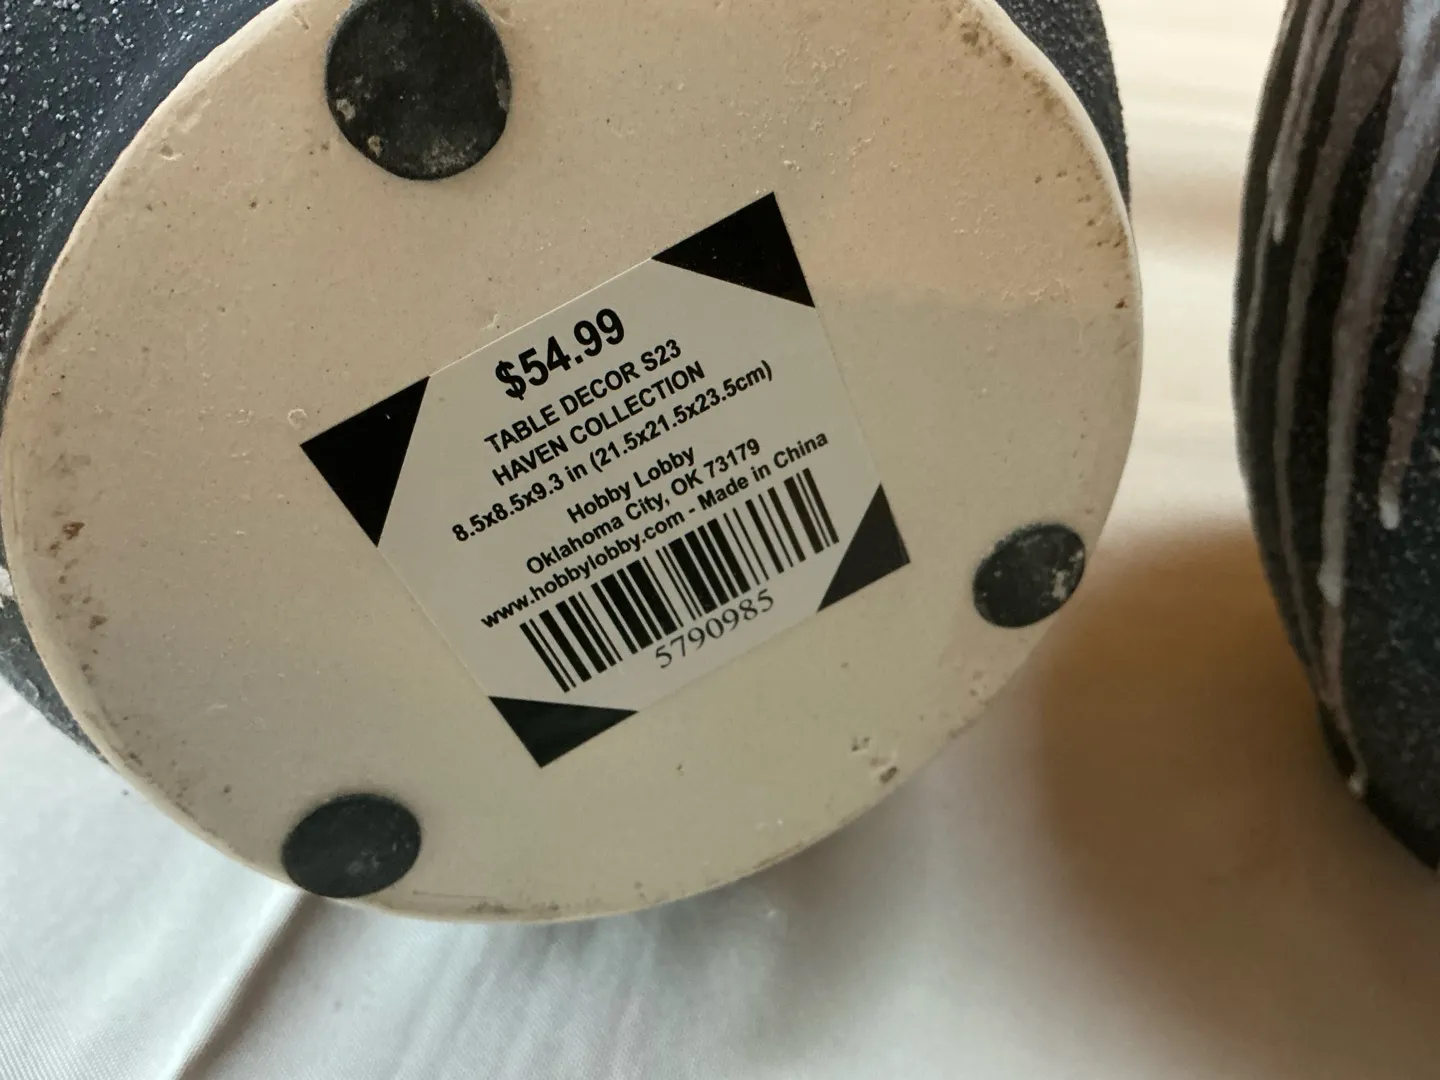 $54.99
TABLE DECOR S23
HAVEN COLLECTION
8.5x8.5x9.3 in (21.5x21.5x23.5cm)
Hobby Lobby
Oklahoma City, OK 73179
www.hobbylobby.com - Made in China
5790985